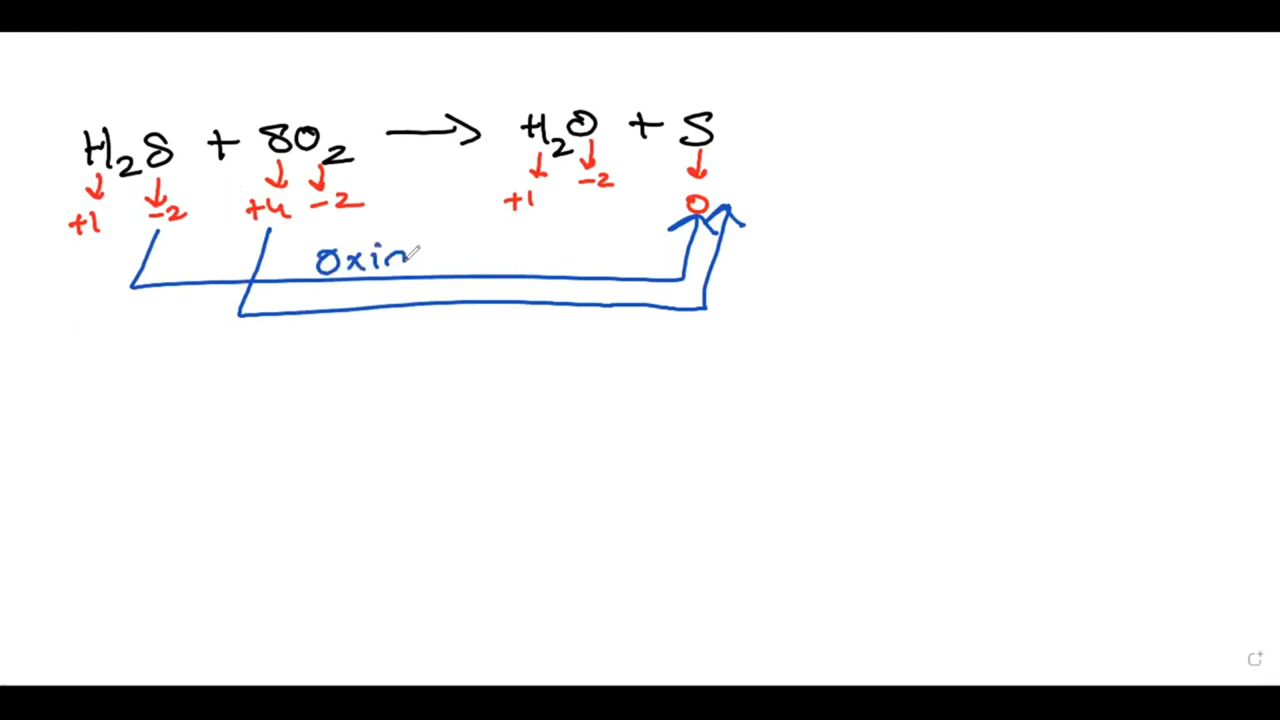 H₂S + SO₂ → H₂O + S
+1 -2 +4 -2 +1 -2 0
Oxin